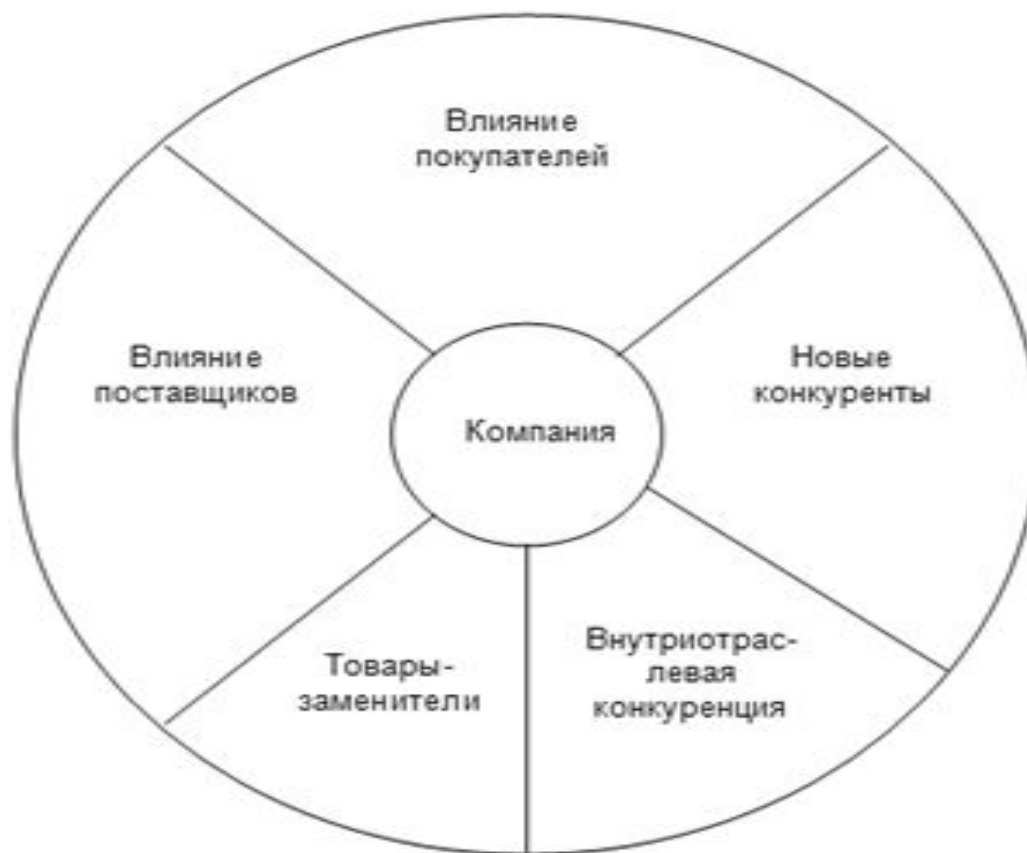 Влияние
покупателей
Влияние
поставщиков
Новые
конкуренты
Компания
Товары-
заменители
Внутриотрас-
левая
конкуренция